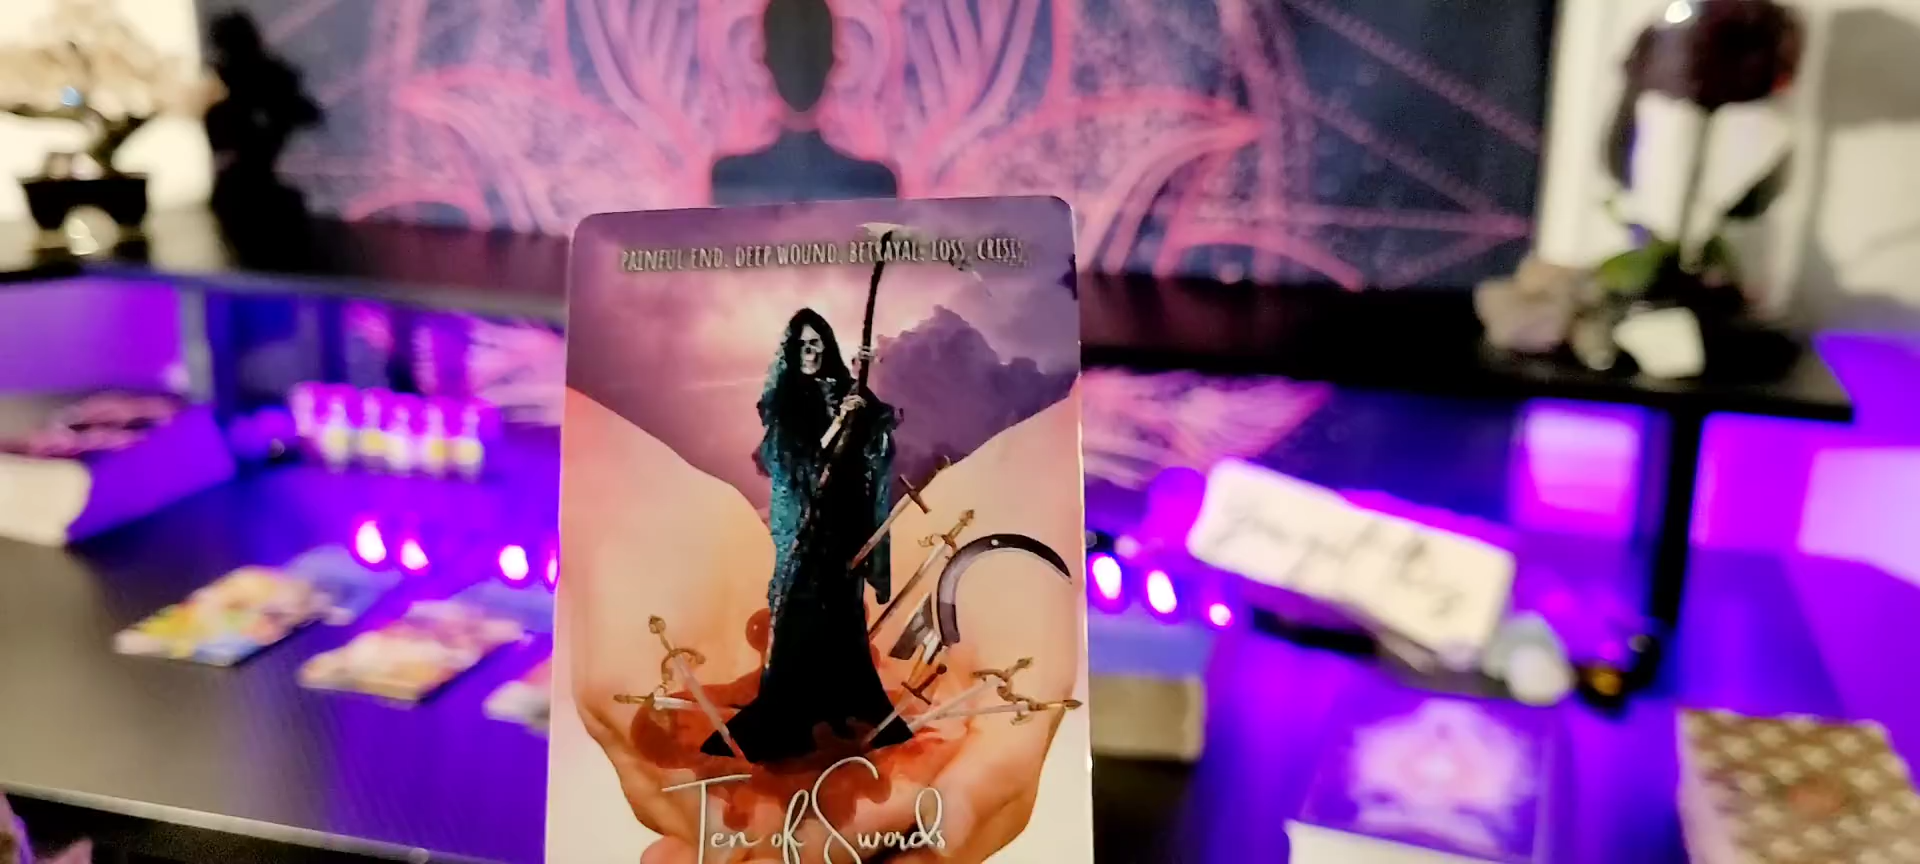 PAINFUL END, DEEP WOUND, BETRAYAL, LOSS, CRISIS
Ten of Swords